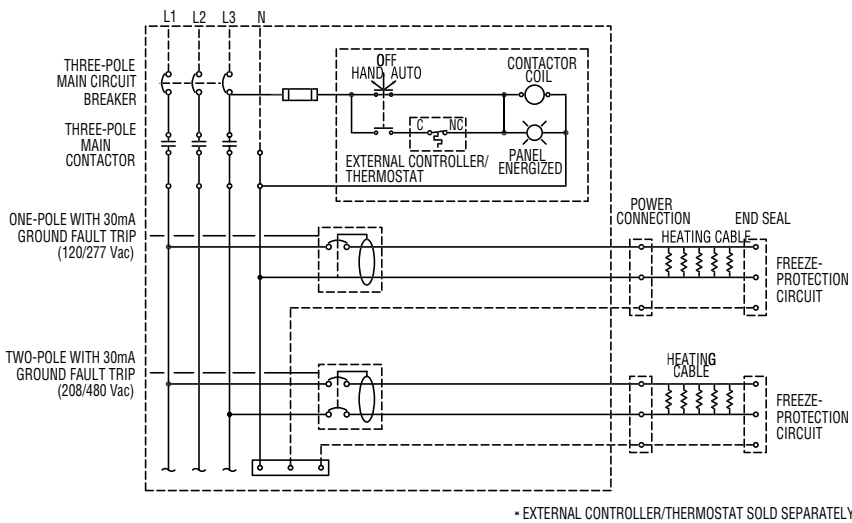 L1 L2 L3 N
THREE-POLE
MAIN CIRCUIT
BREAKER
THREE-POLE
MAIN
CONTACTOR
OFF
HAND AUTO
CONTACTOR
COIL
C NC
EXTERNAL CONTROLLER/
THERMOSTAT
PANEL
ENERGIZED
ONE-POLE WITH 30mA
GROUND FAULT TRIP
(120/277 Vac)
POWER
CONNECTION
END SEAL
HEATING CABLE
FREEZE-
PROTECTION
CIRCUIT
TWO-POLE WITH 30mA
GROUND FAULT TRIP
(208/480 Vac)
HEATING
CABLE
FREEZE-
PROTECTION
CIRCUIT
* EXTERNAL CONTROLLER/THERMOSTAT SOLD SEPARATELY